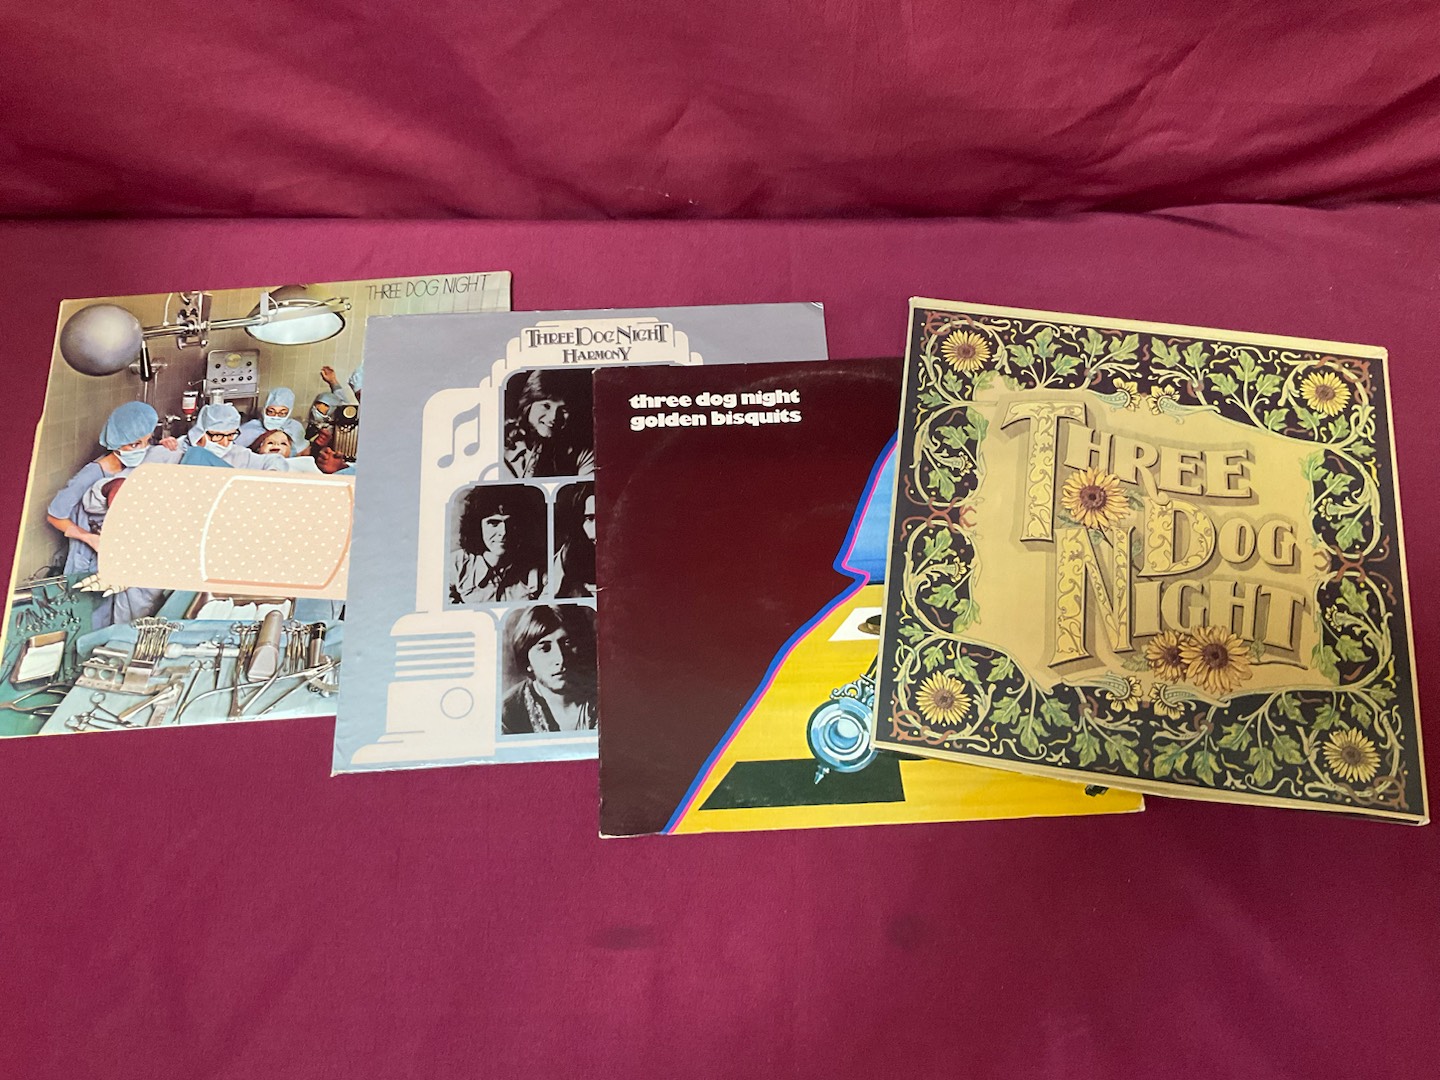 THREE DOG NIGHT
THREE DOG NIGHT
HARMONY
three dog night
golden bisquits
THREE
DOG
NIGHT